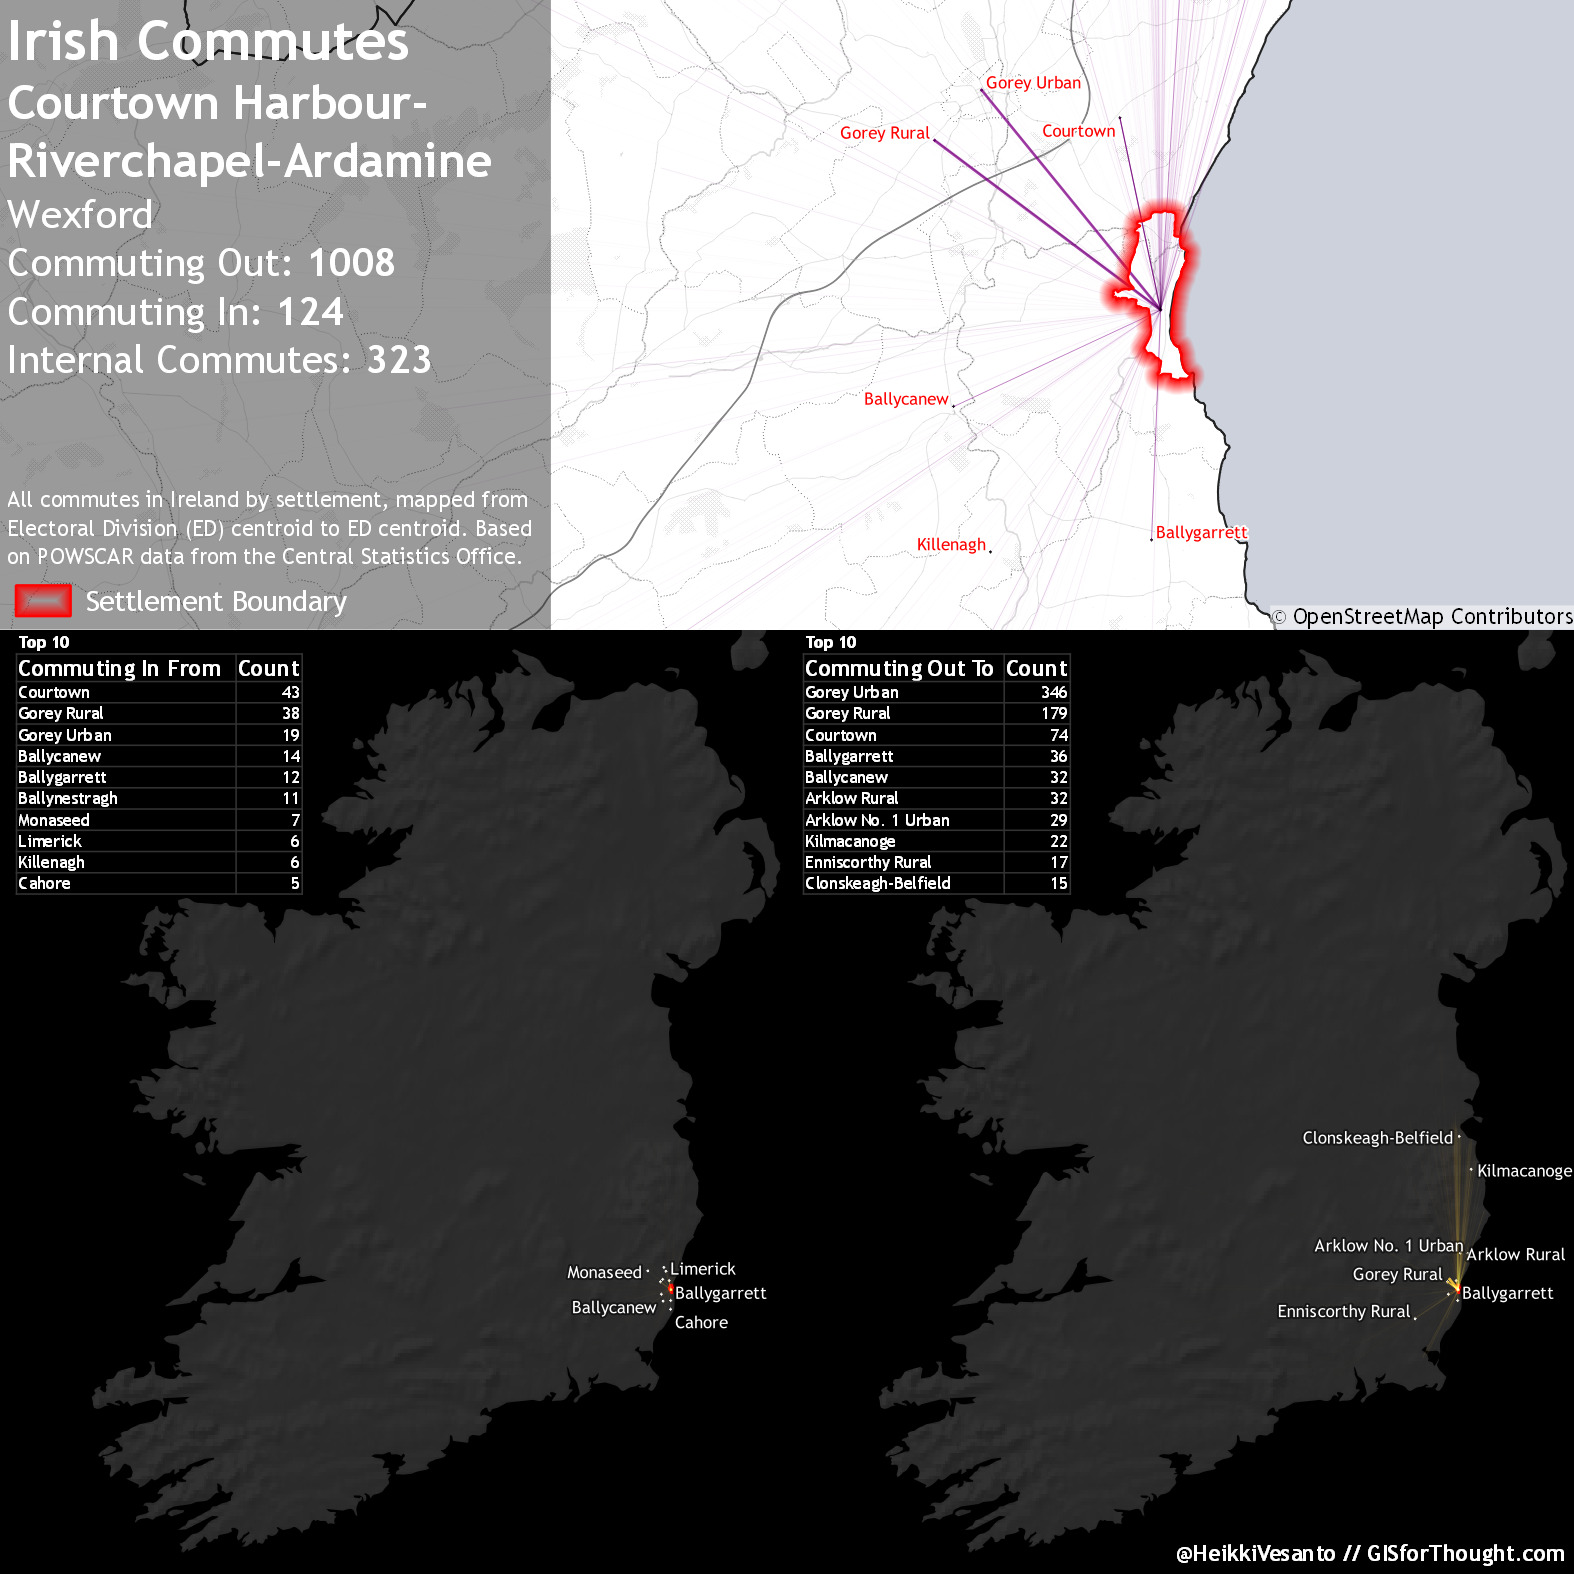 Irish Commutes
Courtown Harbour-
Riverchapel-Ardamine
Wexford
Commuting Out: 1008
Commuting In: 124
Internal Commutes: 323
All commutes in Ireland by settlement, mapped from
Electoral Division (ED) centroid to ED centroid. Based
on POWSCAR data from the Central Statistics Office.
Settlement Boundary
Gorey Urban
Gorey Rural
Courtown
Ballycanew
Killenagh
Ballygarrett
© OpenStreetMap Contributors
Top 10
Commuting In From Count
Courtown 43
Gorey Rural 38
Gorey Urban 19
Ballycanew 14
Ballygarrett 12
Ballynestragh 11
Monaseed 7
Limerick 6
Killenagh 6
Cahore 5
Monaseed
Limerick
Ballygarrett
Ballycanew
Cahore
Top 10
Commuting Out To Count
Gorey Urban 346
Gorey Rural 179
Courtown 74
Ballygarrett 36
Ballycanew 32
Arklow Rural 32
Arklow No. 1 Urban 29
Kilmacanoge 22
Enniscorthy Rural 17
Clonskeagh-Belfield 15
Clonskeagh-Belfield
Kilmacanoge
Arklow No. 1 Urban
Arklow Rural
Gorey Rural
Ballygarrett
Enniscorthy Rural
@HeikkiVesanto // GISforThought.com